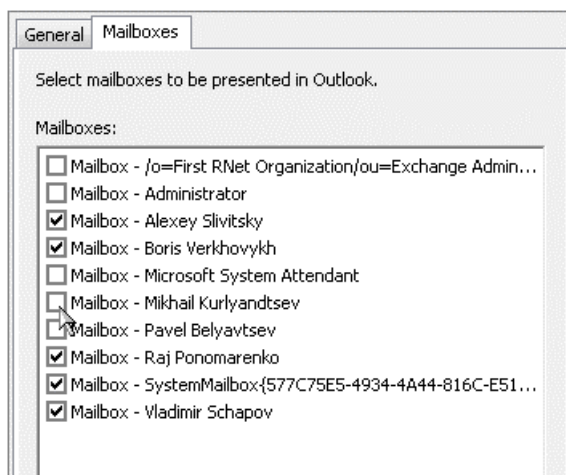 General Mailboxes
Select mailboxes to be presented in Outlook.
Mailboxes:
Mailbox - /o=First RNet Organization/ou=Exchange Admin...
Mailbox - Administrator
Mailbox - Alexey Slivitsky
Mailbox - Boris Verkhovykh
Mailbox - Microsoft System Attendant
Mailbox - Mikhail Kurlyandtsev
Mailbox - Pavel Belyavtsev
Mailbox - Raj Ponomarenko
Mailbox - SystemMailbox{577C75E5-4934-4A44-816C-E51...
Mailbox - Vladimir Schapov